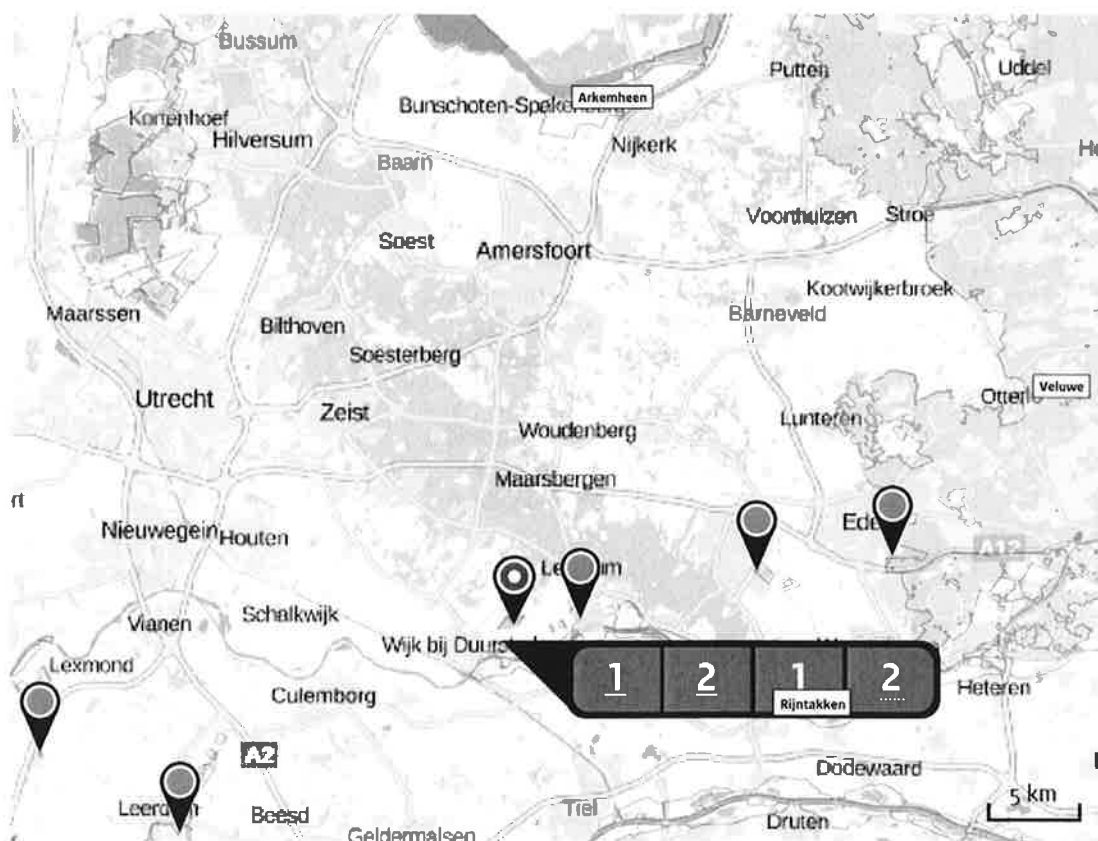 Bussum
Putten
Uddel
Arkemheen
Bunschoten-Spakenburg
Kortenhoef
Hilversum
Nijkerk
Baarn
Voorthuizen
Stroe
Soest
Amersfoort
Kootwijkerbroek
Maarssen
Barneveld
Bilthoven
Soesterberg
Otterlo
Veluwe
Utrecht
Zeist
Lunteren
Woudenberg
Maarsbergen
rt
Nieuwegein
Houten
Ede
A12
Schalkwijk
Vianen
Wijk bij Duurst
Lexmond
1 2 1 2
Culemborg
Rijntakken
Heteren
A2
Dodewaard
5 km
Leerdam
Beesd
Tiel
Druten
Geldermalsen